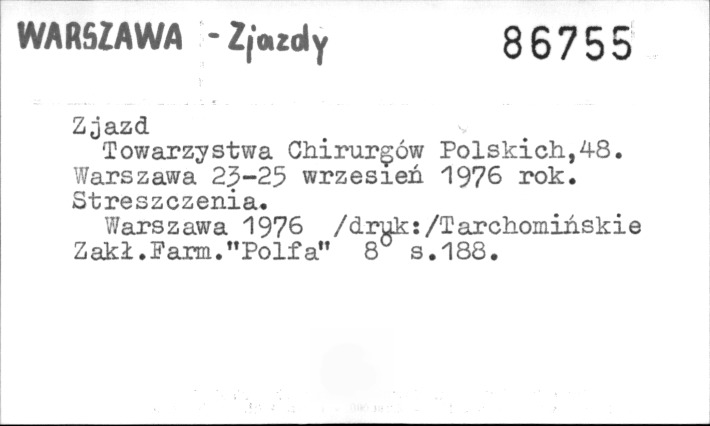 WARSZAWA - Zjazdy 86755
Zjazd
Towarzystwa Chirurgów Polskich,48.
Warszawa 23-25 wrzesień 1976 rok.
Streszczenia.
Warszawa 1976 /druk:/Tarchomińskie
Zakł.Farm."Polfa" 8° s.188.